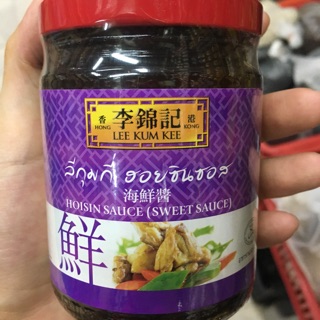 香 李錦記 港
HONG KONG
LEE KUM KEE
ลีกุมกี่ ฮอยซินซอส
海鮮醬
HOISIN SAUCE (SWEET SAUCE)
鮮